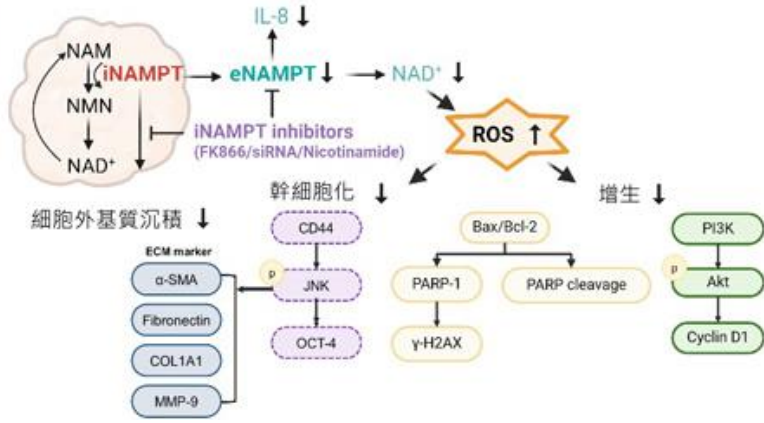 IL-8
NAM
iNAMPT
eNAMPT
NAD⁺
NMN
iNAMPT inhibitors
(FK866/siRNA/Nicotinamide)
NAD⁺
ROS
幹細胞化
增生
細胞外基質沉積
CD44
Bax/Bcl-2
PI3K
ECM marker
p
p
α-SMA
JNK
PARP-1
PARP cleavage
Akt
Fibronectin
OCT-4
γ-H2AX
Cyclin D1
COL1A1
MMP-9